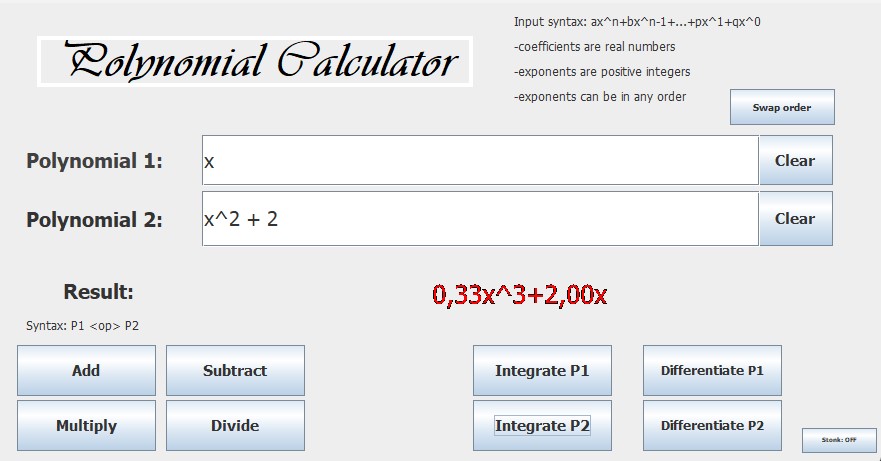 Input syntax: ax^n+bx^n-1+...+px^1+qx^0
Polynomial Calculator
-coefficients are real numbers
-exponents are positive integers
-exponents can be in any order
Swap order
Polynomial 1:
x
Clear
Polynomial 2:
x^2 + 2
Clear
Result:
0,33x^3+2,00x
Syntax: P1 <op> P2
Add
Subtract
Integrate P1
Differentiate P1
Multiply
Divide
Integrate P2
Differentiate P2
Stonk: OFF